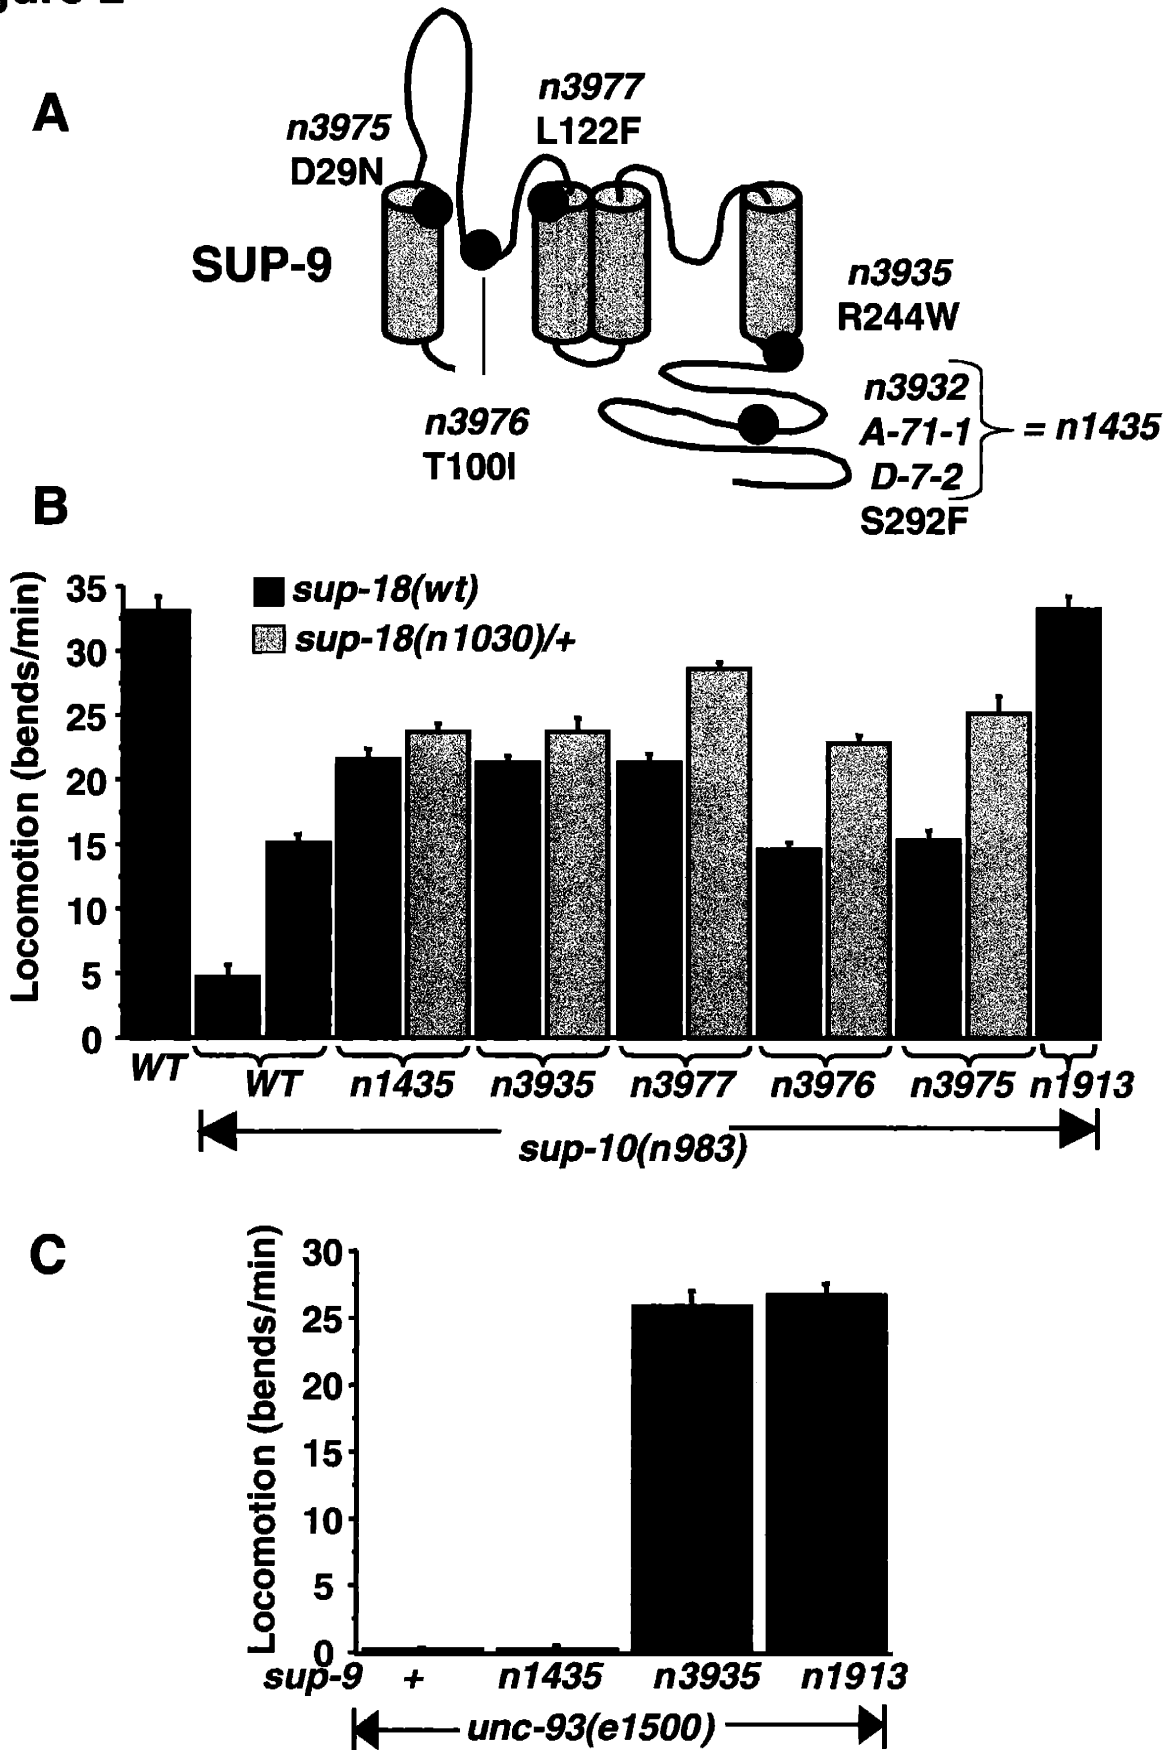 A
n3975
D29N
n3977
L122F
SUP-9
n3935
R244W
n3976
T100I
n3932
A-71-1
D-7-2
S292F
= n1435
B
Locomotion (bends/min)
35
30
25
20
15
10
5
0
sup-18(wt)
sup-18(n1030)/+
WT WT n1435 n3935 n3977 n3976 n3975 n1913
sup-10(n983)
C
Locomotion (bends/min)
30
25
20
15
10
5
0
sup-9 + n1435 n3935 n1913
unc-93(e1500)